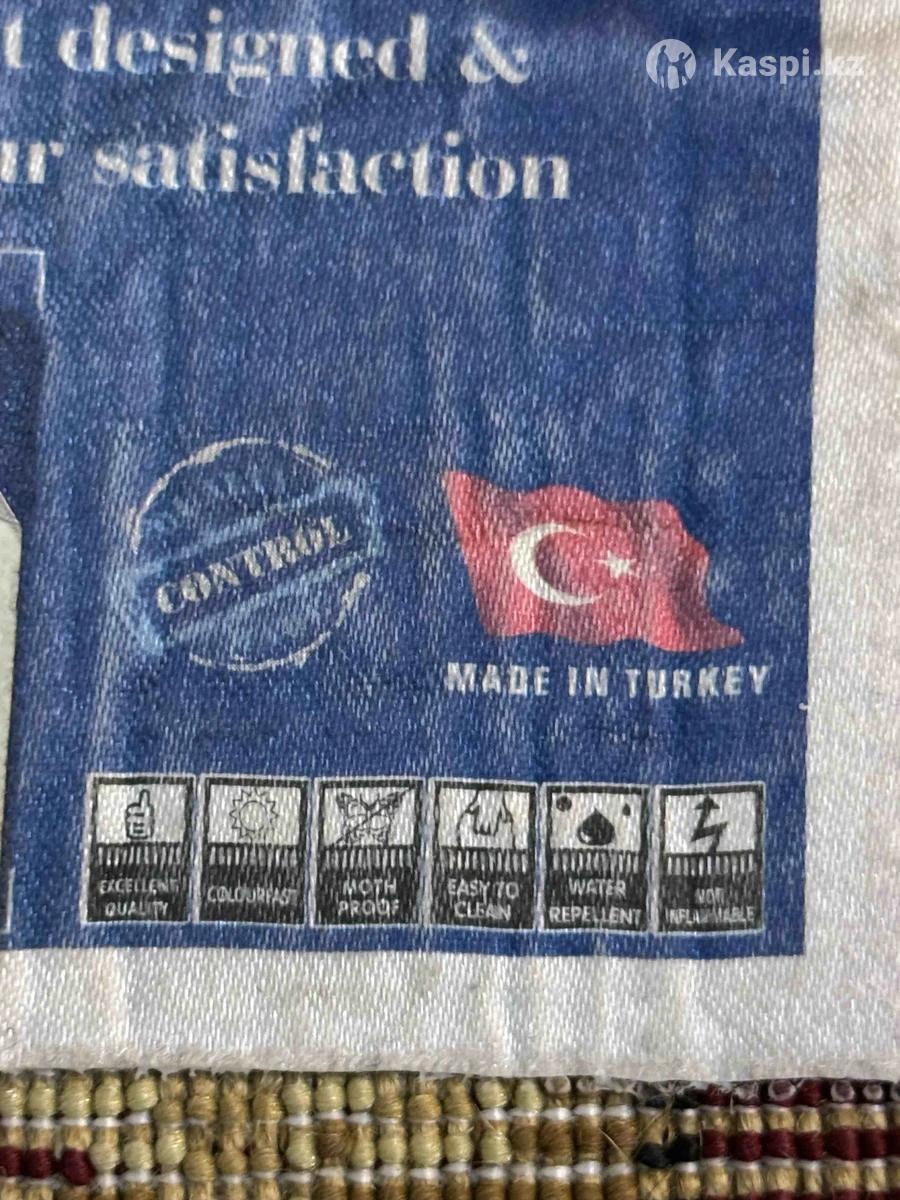 Kaspi.kz
t designed &
ur satisfaction
CONTROL
MADE IN TURKEY
EXCELLENT
QUALITY
COLOURFAST
MOTH
PROOF
EASY TO
CLEAN
WATER
REPELLENT
NOT
INFLAMMABLE